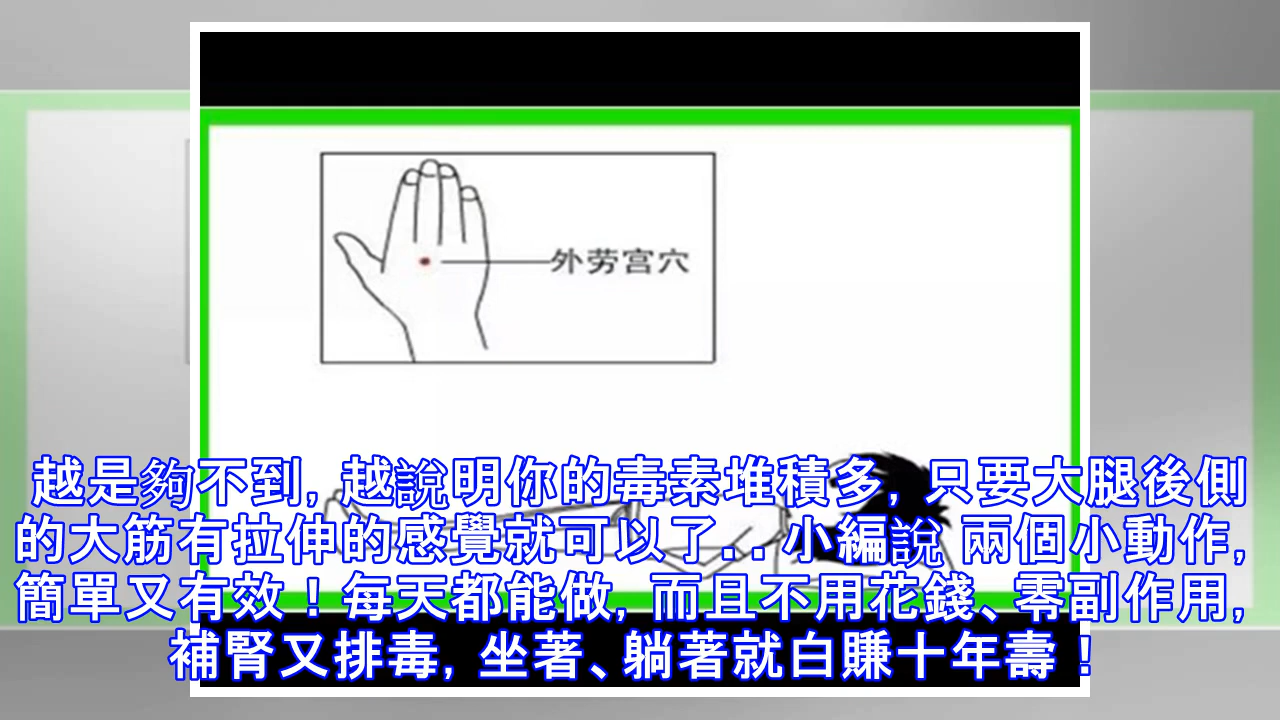 外劳宫穴
越是夠不到, 越說明你的毒素堆積多, 只要大腿後側
的大筋有拉伸的感覺就可以了..小編說 兩個小動作,
簡單又有效！每天都能做, 而且不用花錢、零副作用,
補腎又排毒, 坐著、躺著就白賺十年壽！